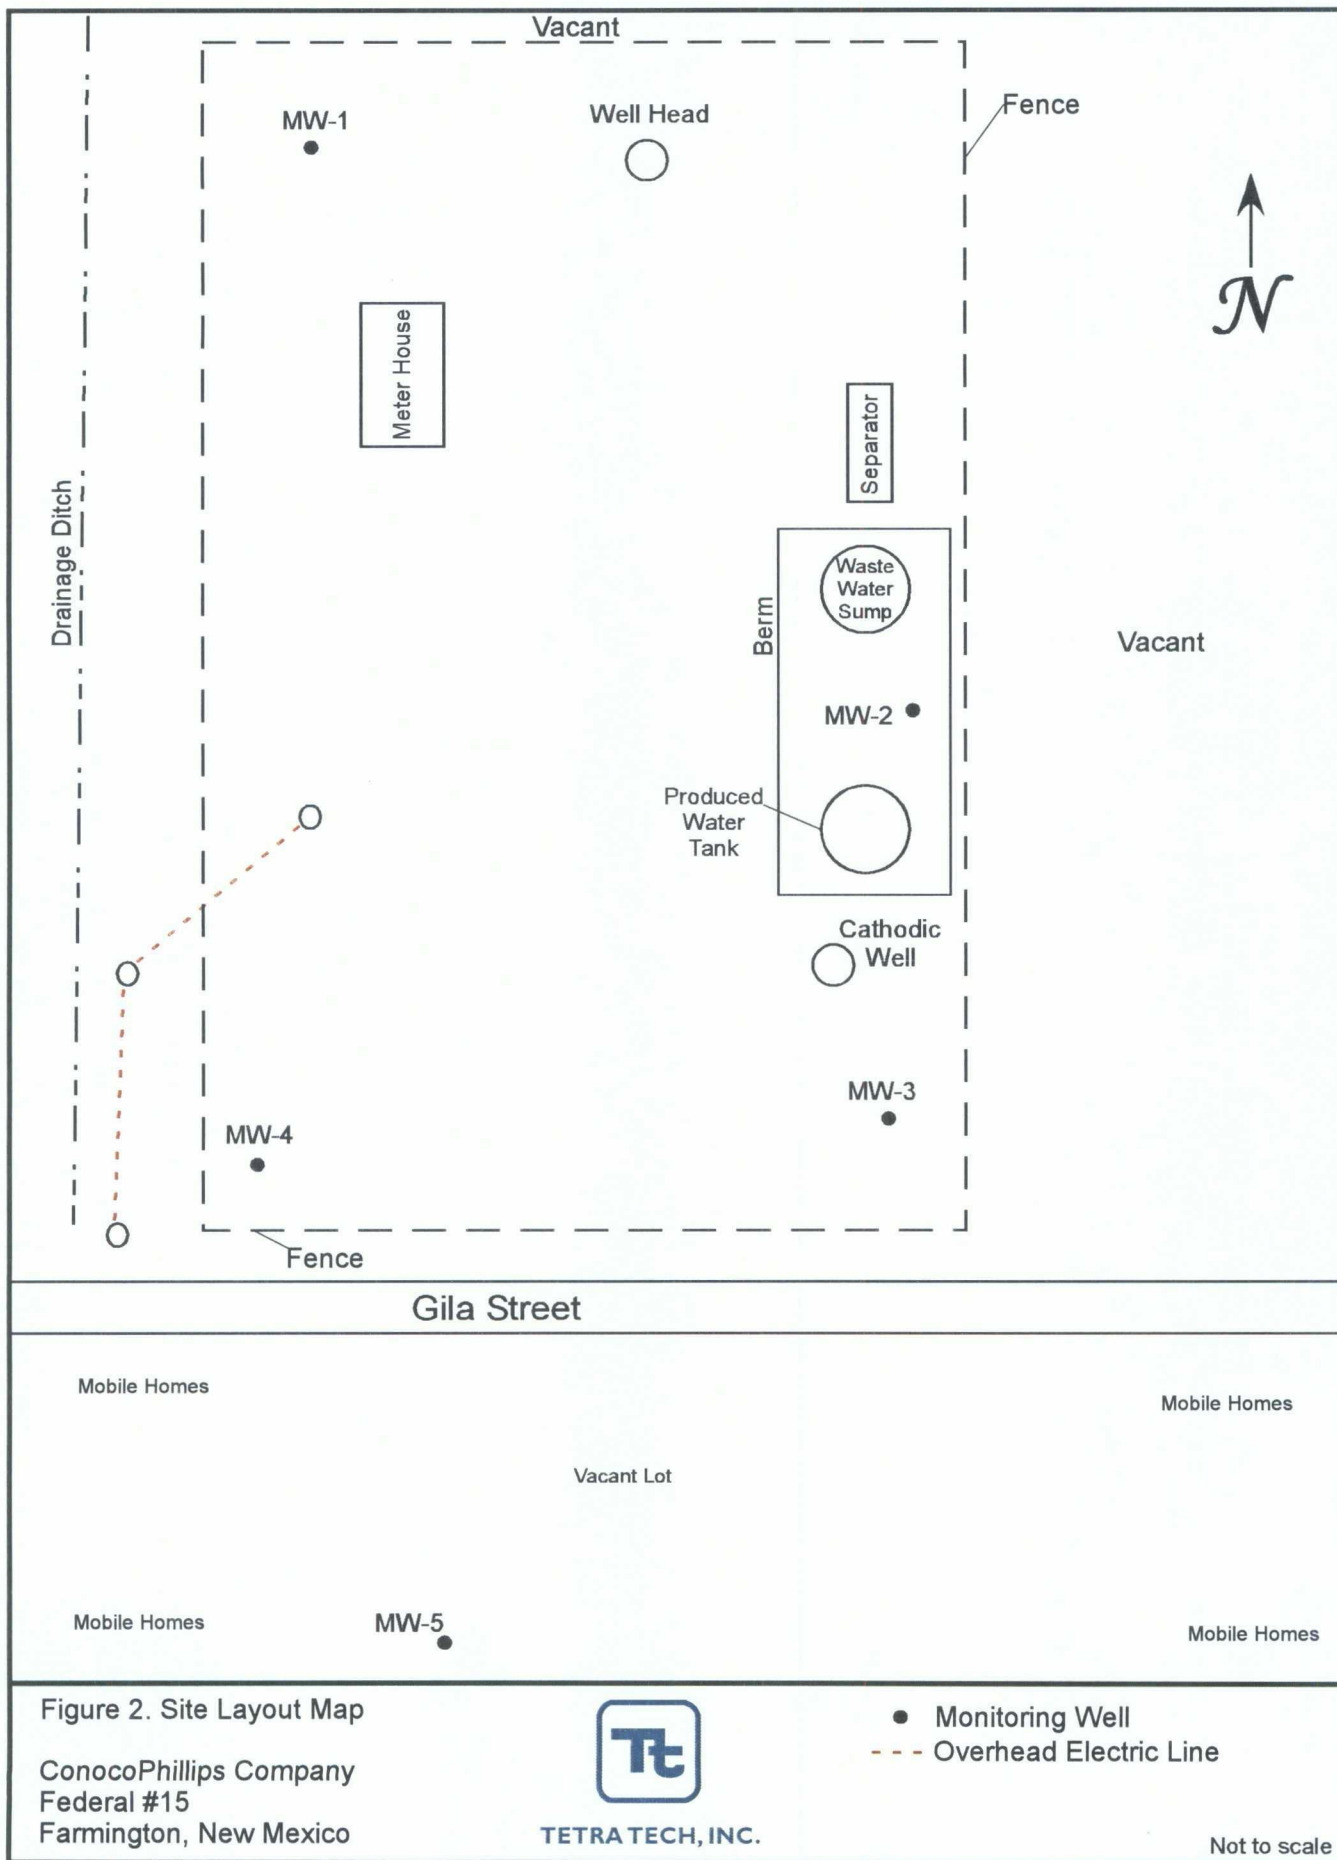 Vacant
MW-1
Well Head
Fence
N
Meter House
Separator
Drainage Ditch
Waste
Water
Sump
Berm
Vacant
MW-2
Produced
Water
Tank
Cathodic
Well
MW-3
MW-4
Fence
Gila Street
Mobile Homes
Mobile Homes
Vacant Lot
Mobile Homes
MW-5
Mobile Homes
Figure 2. Site Layout Map
ConocoPhillips Company
Federal #15
Farmington, New Mexico
Tt
TETRA TECH, INC.
Monitoring Well
Overhead Electric Line
Not to scale